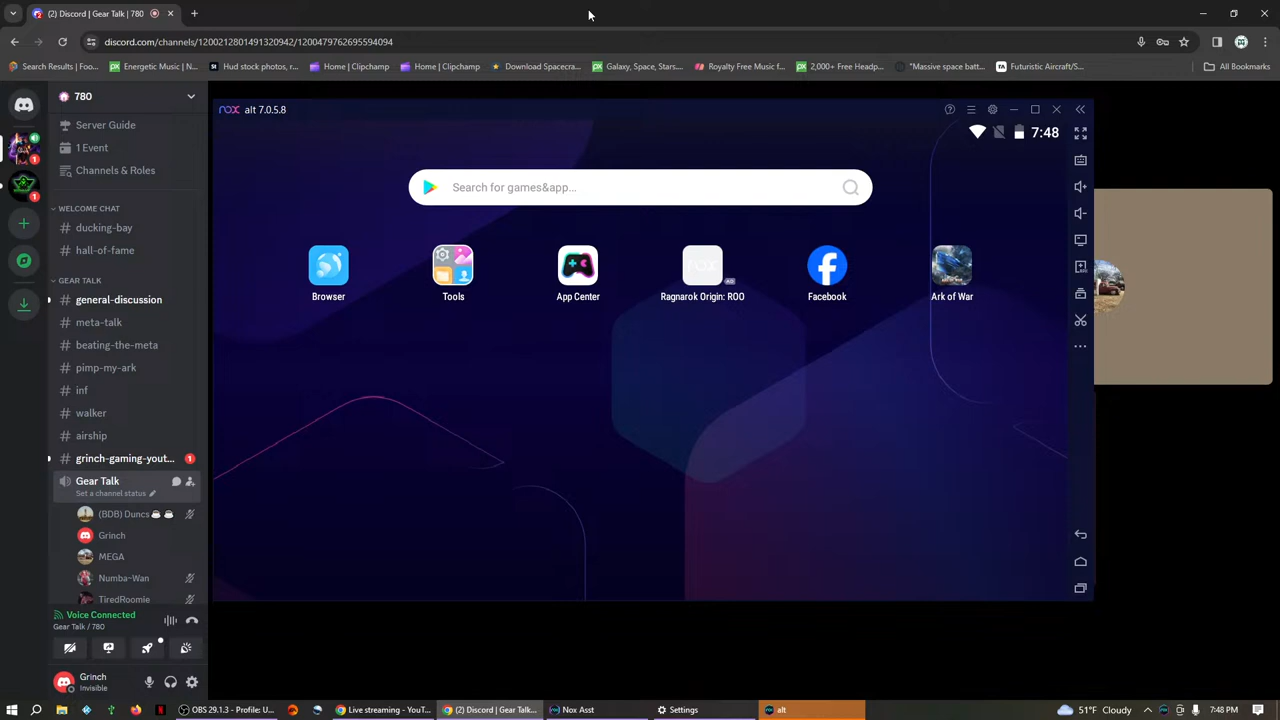 (2) Discord | Gear Talk | 780
discord.com/channels/1200212801491320942/1200479762695594094
Search Results | Foo...
Energetic Music | N...
Hud stock photos, r...
Home | Clipchamp
Home | Clipchamp
Download Spacecra...
Galaxy, Space, Stars,...
Royalty Free Music f...
2,000+ Free Headp...
"Massive space batt...
Futuristic Aircraft/S...
All Bookmarks
780
Server Guide
1 Event
Channels & Roles
WELCOME CHAT
ducking-bay
hall-of-fame
GEAR TALK
general-discussion
meta-talk
beating-the-meta
pimp-my-ark
inf
walker
airship
grinch-gaming-yout...
1
Gear Talk
Set a channel status
(BDB) Duncs
Grinch
MEGA
Numba-Wan
TiredRoomie
Voice Connected
Gear Talk / 780
Grinch
Invisible
nox alt 7.0.5.8
7:48
Search for games&app...
Browser
Tools
App Center
Ragnarok Origin: ROO
AD
Facebook
Ark of War
OBS 29.1.3 - Profile: U...
Live streaming - YouT...
(2) Discord | Gear Talk...
Nox Asst
Settings
alt
51°F Cloudy
7:48 PM